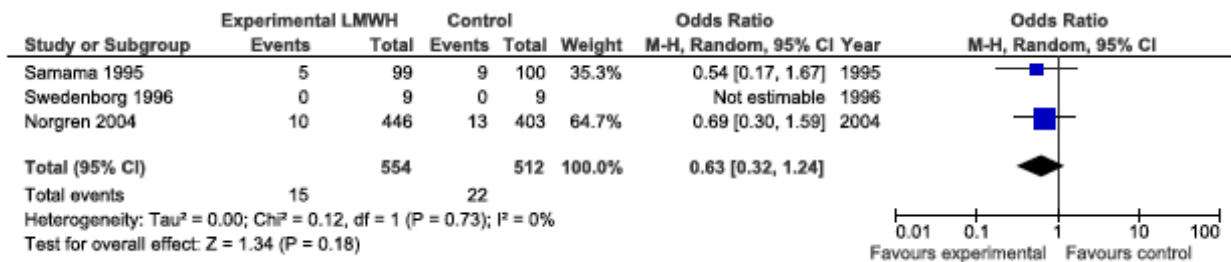 Experimental LMWH Control Odds Ratio Odds Ratio
Study or Subgroup Events Total Events Total Weight M-H, Random, 95% CI Year M-H, Random, 95% CI
Samama 1995 5 99 9 100 35.3% 0.54 [0.17, 1.67] 1995
Swedenborg 1996 0 9 0 9 Not estimable 1996
Norgren 2004 10 446 13 403 64.7% 0.69 [0.30, 1.59] 2004
Total (95% CI) 554 512 100.0% 0.63 [0.32, 1.24]
Total events 15 22
Heterogeneity: Tau² = 0.00; Chi² = 0.12, df = 1 (P = 0.73); I² = 0%
Test for overall effect: Z = 1.34 (P = 0.18)
0.01 0.1 1 10 100
Favours experimental Favours control